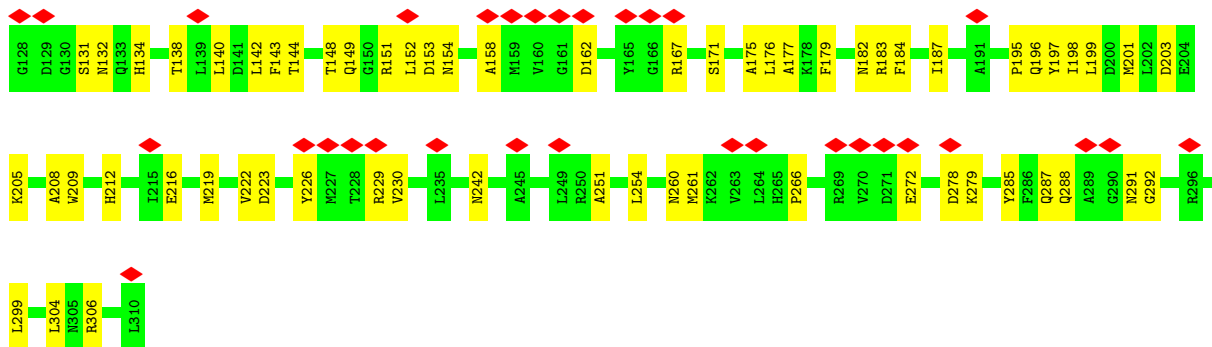 G128 D129 G130 S131 N132 Q133 H134 T138 L139 L140 D141 L142 F143 T144 T148 Q149 G150 R151 L152 D153 N154 A158 M159 V160 G161 D162 Y165 G166 R167 S171 A175 L176 A177 K178 F179 N182 R183 F184 I187 A191 P195 Q196 Y197 I198 L199 D200 M201 L202 D203 E204
K205 A208 W209 H212 I215 E216 M219 V222 D223 Y226 M227 T228 R229 V230 L235 N242 A245 L249 R250 A251 L254 N260 M261 K262 V263 L264 H265 P266 R269 V270 D271 E272 D278 K279 Y285 F286 Q287 Q288 A289 G290 N291 G292 R296
L299 L304 N305 R306 L310